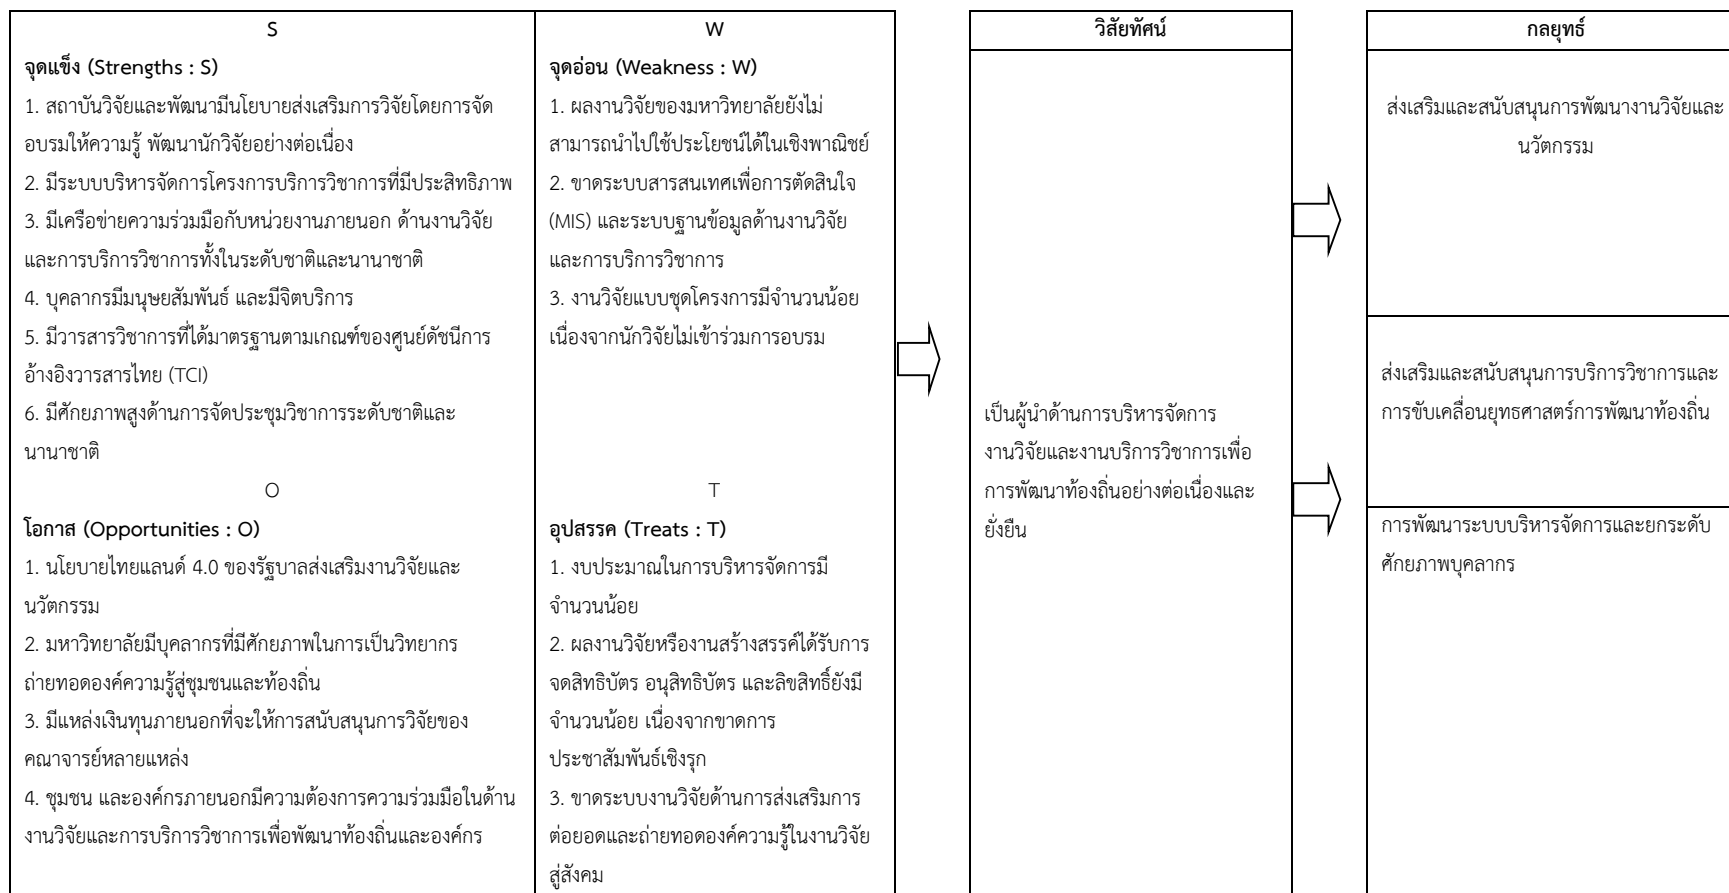 S
จุดแข็ง (Strengths : S)
1. สถาบันวิจัยและพัฒนามีนโยบายส่งเสริมการวิจัยโดยการจัด
อบรมให้ความรู้ พัฒนานักวิจัยอย่างต่อเนื่อง
2. มีระบบบริหารจัดการโครงการบริการวิชาการที่มีประสิทธิภาพ
3. มีเครือข่ายความร่วมมือกับหน่วยงานภายนอก ด้านงานวิจัย
และการบริการวิชาการทั้งในระดับชาติและนานาชาติ
4. บุคลากรมีมนุษยสัมพันธ์ และมีจิตบริการ
5. มีวารสารวิชาการที่ได้มาตรฐานตามเกณฑ์ของศูนย์ดัชนีการ
อ้างอิงวารสารไทย (TCI)
6. มีศักยภาพสูงด้านการจัดประชุมวิชาการระดับชาติและ
นานาชาติ
W
จุดอ่อน (Weakness : W)
1. ผลงานวิจัยของมหาวิทยาลัยยังไม่
สามารถนำไปใช้ประโยชน์ได้ในเชิงพาณิชย์
2. ขาดระบบสารสนเทศเพื่อการตัดสินใจ
(MIS) และระบบฐานข้อมูลด้านงานวิจัย
และการบริการวิชาการ
3. งานวิจัยแบบชุดโครงการมีจำนวนน้อย
เนื่องจากนักวิจัยไม่เข้าร่วมการอบรม
O
โอกาส (Opportunities : O)
1. นโยบายไทยแลนด์ 4.0 ของรัฐบาลส่งเสริมงานวิจัยและ
นวัตกรรม
2. มหาวิทยาลัยมีบุคลากรที่มีศักยภาพในการเป็นวิทยากร
ถ่ายทอดองค์ความรู้สู่ชุมชนและท้องถิ่น
3. มีแหล่งเงินทุนภายนอกที่จะให้การสนับสนุนการวิจัยของ
คณาจารย์หลายแหล่ง
4. ชุมชน และองค์กรภายนอกมีความต้องการความร่วมมือในด้าน
งานวิจัยและการบริการวิชาการเพื่อพัฒนาท้องถิ่นและองค์กร
T
อุปสรรค (Treats : T)
1. งบประมาณในการบริหารจัดการมี
จำนวนน้อย
2. ผลงานวิจัยหรืองานสร้างสรรค์ได้รับการ
จดสิทธิบัตร อนุสิทธิบัตร และลิขสิทธิ์ยังมี
จำนวนน้อย เนื่องจากขาดการ
ประชาสัมพันธ์เชิงรุก
3. ขาดระบบงานวิจัยด้านการส่งเสริมการ
ต่อยอดและถ่ายทอดองค์ความรู้ในงานวิจัย
สู่สังคม
วิสัยทัศน์
เป็นผู้นำด้านการบริหารจัดการ
งานวิจัยและงานบริการวิชาการเพื่อ
การพัฒนาท้องถิ่นอย่างต่อเนื่องและ
ยั่งยืน
กลยุทธ์
ส่งเสริมและสนับสนุนการพัฒนางานวิจัยและ
นวัตกรรม
ส่งเสริมและสนับสนุนการบริการวิชาการและ
การขับเคลื่อนยุทธศาสตร์การพัฒนาท้องถิ่น
การพัฒนาระบบบริหารจัดการและยกระดับ
ศักยภาพบุคลากร